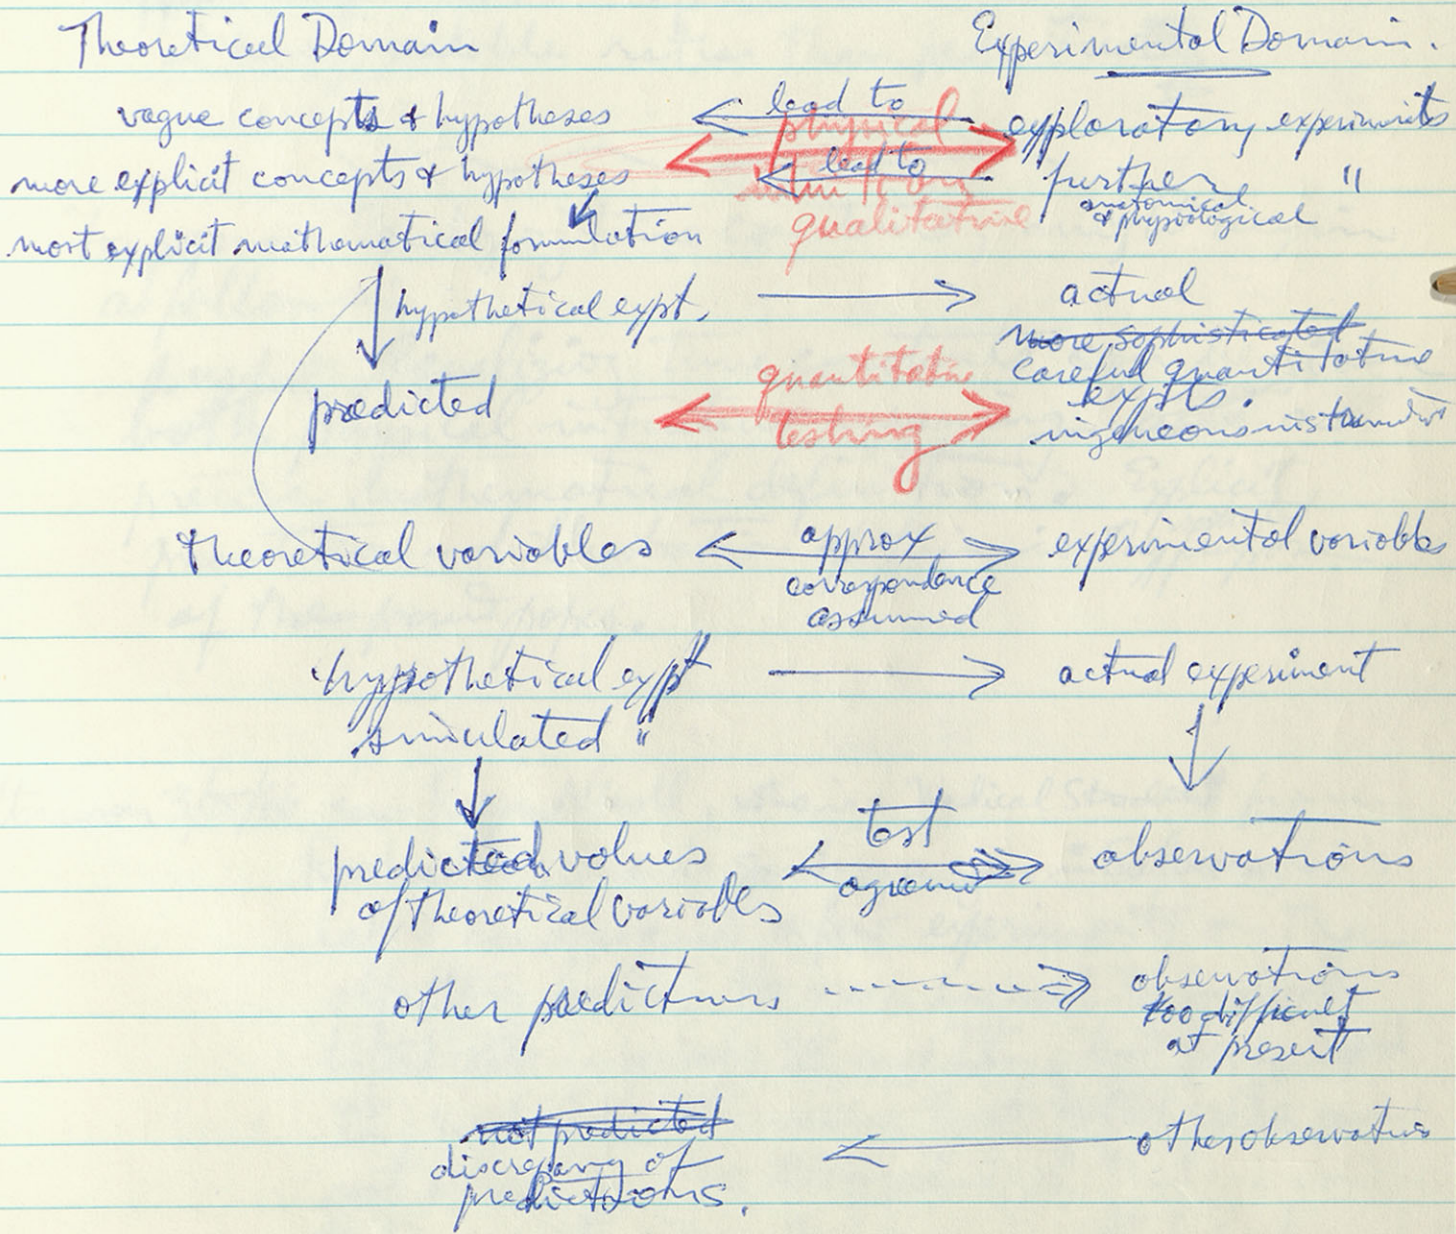 Theoretical Domain
Experimental Domain.
vague concepts & hypotheses
lead to
exploratory experiments
physical
more explicit concepts & hypotheses
lead to
further "
intuition
anatomical
& physiological
qualitative
most explicit mathematical formulation
hypothetical expt.
actual
more sophisticated
careful quantitative
expts.
quantitative
testing
predicted
theoretical variables
approx
correspondence
assumed
experimental variables
hypothetical expt
simulated "
actual experiment
predicted values
of theoretical variables
test
agreemt
observations
other predictions
observations
too difficult
at present
not predicted
discrepancy of
predictions.
other observations